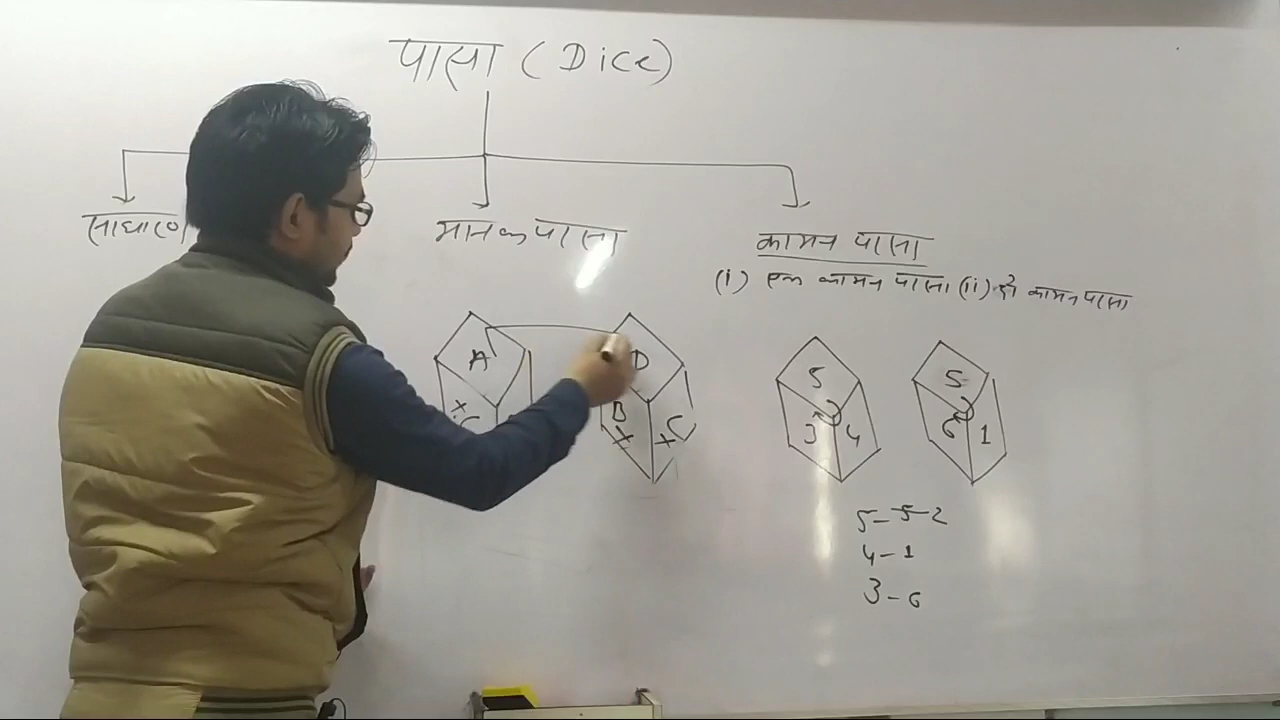 पासा (Dice)
साधारण
मानक पासा
कामन पासा
(i) एक कामन पासा (ii) दो कामन पासा
A
× C
D
B
× × C
5
3 4
5
6 1
5-5-2
4-1
3-6